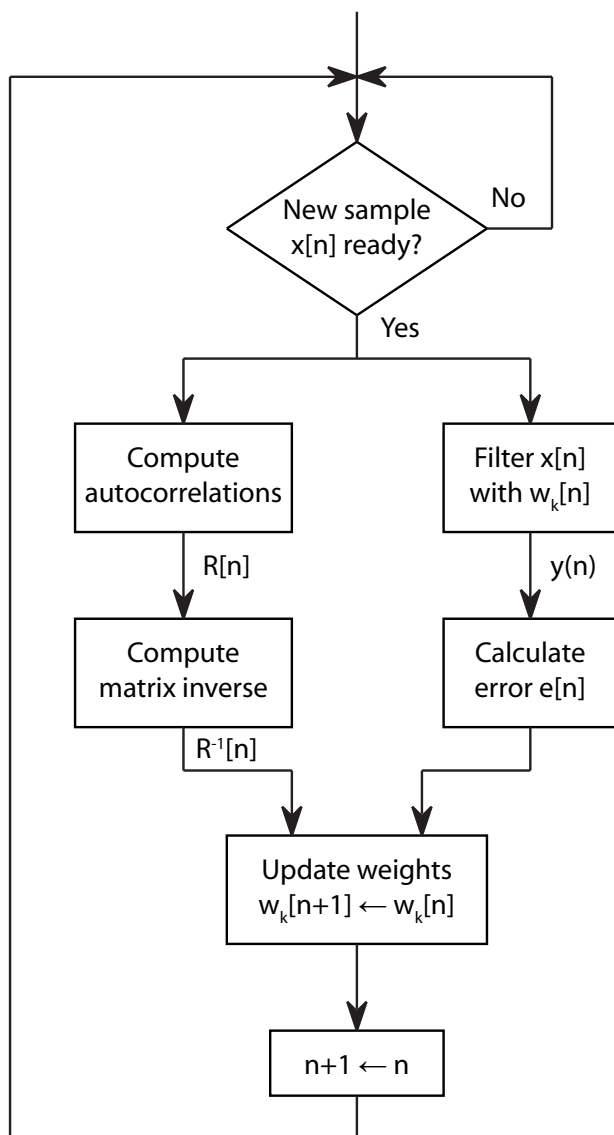 New sample
x[n] ready?
No
Yes
Compute
autocorrelations
Filter x[n]
with wₖ[n]
R[n]
y(n)
Compute
matrix inverse
Calculate
error e[n]
R⁻¹[n]
Update weights
wₖ[n+1] ← wₖ[n]
n+1 ← n